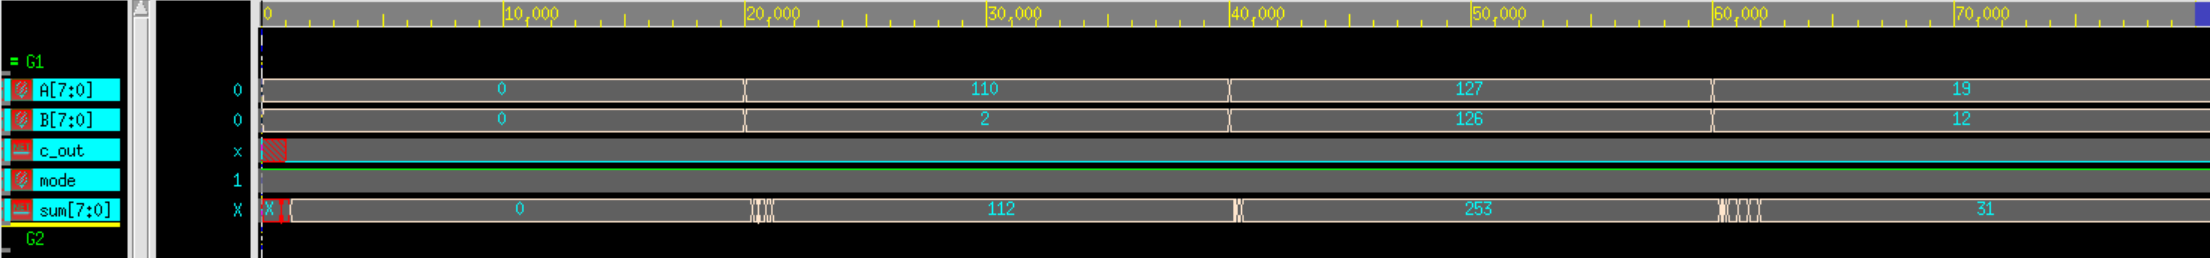 0 10,000 20,000 30,000 40,000 50,000 60,000 70,000
= G1
A[7:0] 0 0 110 127 19
B[7:0] 0 0 2 126 12
c_out x
mode 1
sum[7:0] X X 0 112 253 31
G2